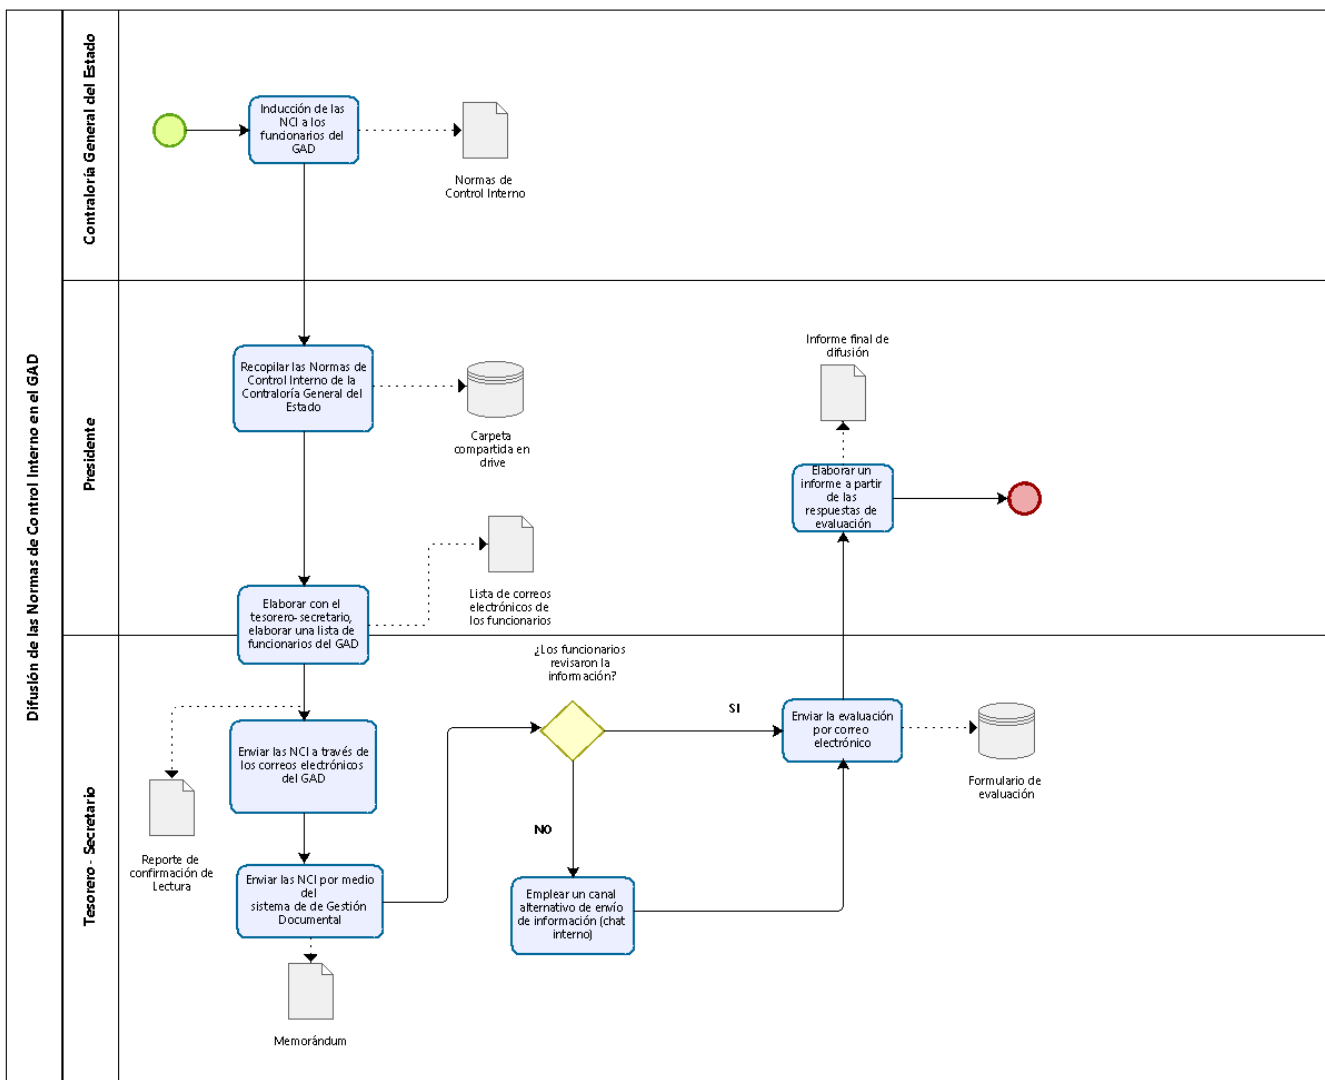 Difusión de las Normas de Control Interno en el GAD
Contraloría General del Estado
Inducción de las
NCI a los
funcionarios del
GAD
Normas de
Control Interno
Presidente
Recopilar las Normas de
Control Interno de la
Contraloría General del
Estado
Carpeta
compartida en
drive
Informe final de
difusión
Elaborar un
informe a partir
de las
respuestas de
evaluación
Lista de correos
electrónicos de
los funcionarios
Elaborar con el
tesorero-secretario,
elaborar una lista de
funcionarios del GAD
Tesorero - Secretario
¿Los funcionarios
revisaron la
información?
SI
Enviar la evaluación
por correo
electrónico
Formulario de
evaluación
Enviar las NCI a través de
los correos electrónicos
del GAD
Reporte de
confirmación de
Lectura
NO
Enviar las NCI por medio
del
sistema de de Gestión
Documental
Emplear un canal
alternativo de envío
de información (chat
interno)
Memorándum